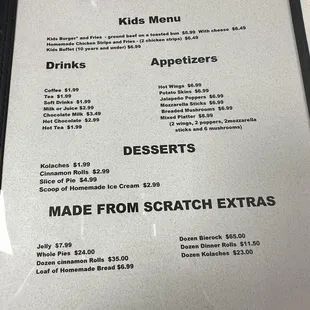 Kids Menu
Kids Burger* and Fries - ground beef on a toasted bun $5.99 With cheese $6.49
Homemade Chicken Strips and Fries - (2 chicken strips) $6.49
Kids Buffet (10 years and under) $6.99
Drinks
Coffee $1.99
Tea $1.99
Soft Drinks $1.99
Milk or Juice $2.99
Chocolate Milk $3.49
Hot Chocolate $2.99
Hot Tea $1.99
Appetizers
Hot Wings $6.99
Potato Skins $6.99
Jalapeño Peppers $6.99
Mozzarella Sticks $6.99
Breaded Mushrooms $6.99
Mixed Platter $6.99
(2 wings, 2 poppers, 2mozzarella
sticks and 6 mushrooms)
DESSERTS
Kolaches $1.99
Cinnamon Rolls $2.99
Slice of Pie $4.99
Scoop of Homemade Ice Cream $2.99
MADE FROM SCRATCH EXTRAS
Jelly $7.99
Whole Pies $24.00
Dozen cinnamon Rolls $35.00
Loaf of Homemade Bread $6.99
Dozen Bierock $65.00
Dozen Dinner Rolls $11.50
Dozen Kolaches $23.00